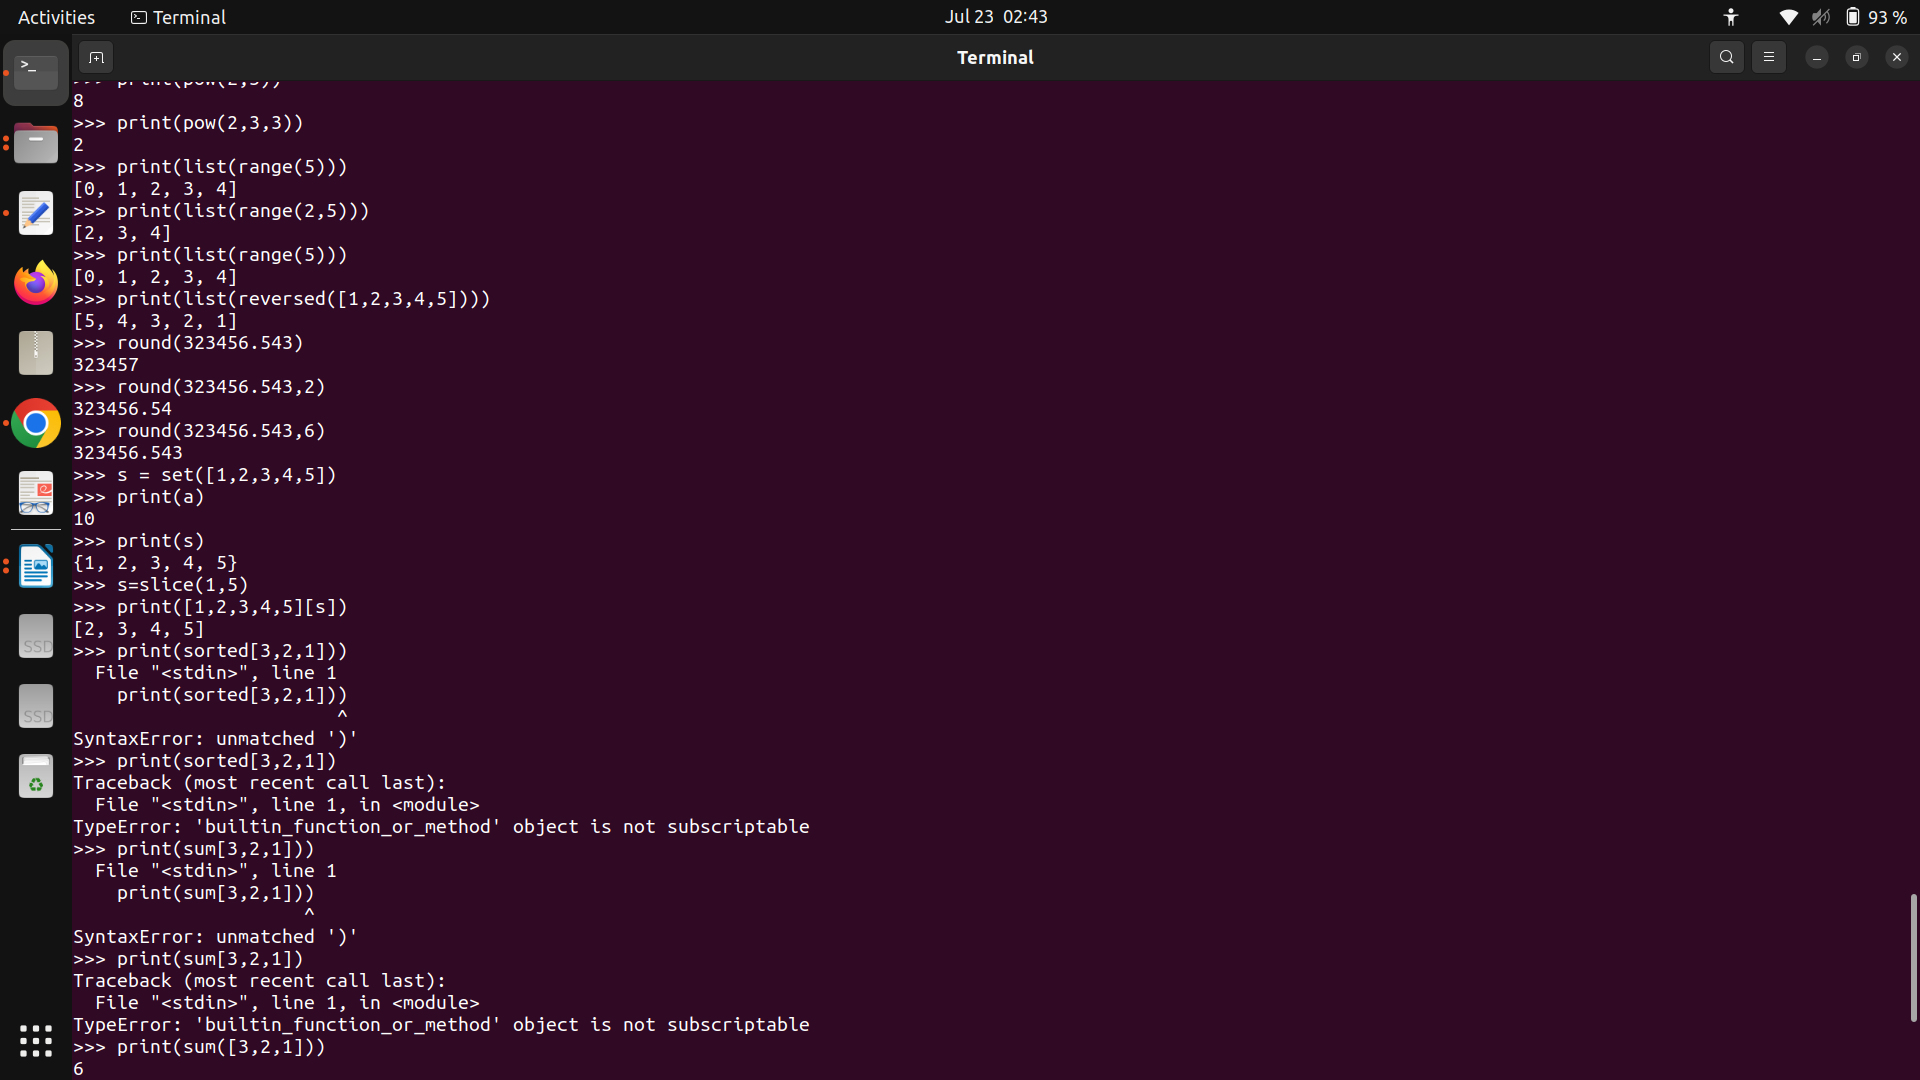 Activities
Terminal
Jul 23 02:43
93 %
Terminal
>>> print(pow(2,3))
8
>>> print(pow(2,3,3))
2
>>> print(list(range(5)))
[0, 1, 2, 3, 4]
>>> print(list(range(2,5)))
[2, 3, 4]
>>> print(list(range(5)))
[0, 1, 2, 3, 4]
>>> print(list(reversed([1,2,3,4,5])))
[5, 4, 3, 2, 1]
>>> round(323456.543)
323457
>>> round(323456.543,2)
323456.54
>>> round(323456.543,6)
323456.543
>>> s = set([1,2,3,4,5])
>>> print(a)
10
>>> print(s)
{1, 2, 3, 4, 5}
>>> s=slice(1,5)
>>> print([1,2,3,4,5][s])
[2, 3, 4, 5]
>>> print(sorted[3,2,1]))
  File "<stdin>", line 1
    print(sorted[3,2,1]))
                        ^
SyntaxError: unmatched ')'
>>> print(sorted[3,2,1])
Traceback (most recent call last):
  File "<stdin>", line 1, in <module>
TypeError: 'builtin_function_or_method' object is not subscriptable
>>> print(sum[3,2,1]))
  File "<stdin>", line 1
    print(sum[3,2,1]))
                     ^
SyntaxError: unmatched ')'
>>> print(sum[3,2,1])
Traceback (most recent call last):
  File "<stdin>", line 1, in <module>
TypeError: 'builtin_function_or_method' object is not subscriptable
>>> print(sum([3,2,1]))
6
SSD
SSD